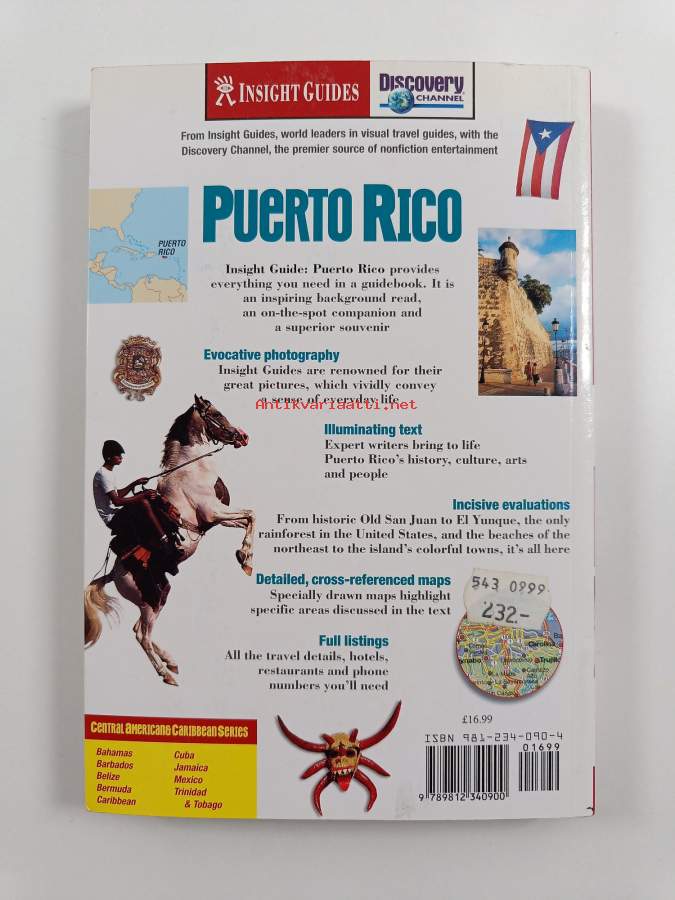 INSIGHT GUIDES
Discovery
CHANNEL
From Insight Guides, world leaders in visual travel guides, with the
Discovery Channel, the premier source of nonfiction entertainment
PUERTO RICO
PUERTO
RICO
Insight Guide: Puerto Rico provides
everything you need in a guidebook. It is
an inspiring background read,
an on-the-spot companion and
a superior souvenir
Evocative photography
Insight Guides are renowned for their
great pictures, which vividly convey
a sense of everyday life
Antikvariaatti.net
Illuminating text
Expert writers bring to life
Puerto Rico's history, culture, arts
and people
Incisive evaluations
From historic Old San Juan to El Yunque, the only
rainforest in the United States, and the beaches of the
northeast to the island's colorful towns, it's all here
Detailed, cross-referenced maps
Specially drawn maps highlight
specific areas discussed in the text
543 0899
232.-
Carolina
Full listings
All the travel details, hotels,
restaurants and phone
numbers you'll need
CENTRAL AMERICAN & CARIBBEAN SERIES
Bahamas
Barbados
Belize
Bermuda
Caribbean
Cuba
Jamaica
Mexico
Trinidad
& Tobago
£16.99
ISBN 981-234-090-4
01699
9 789812 340900